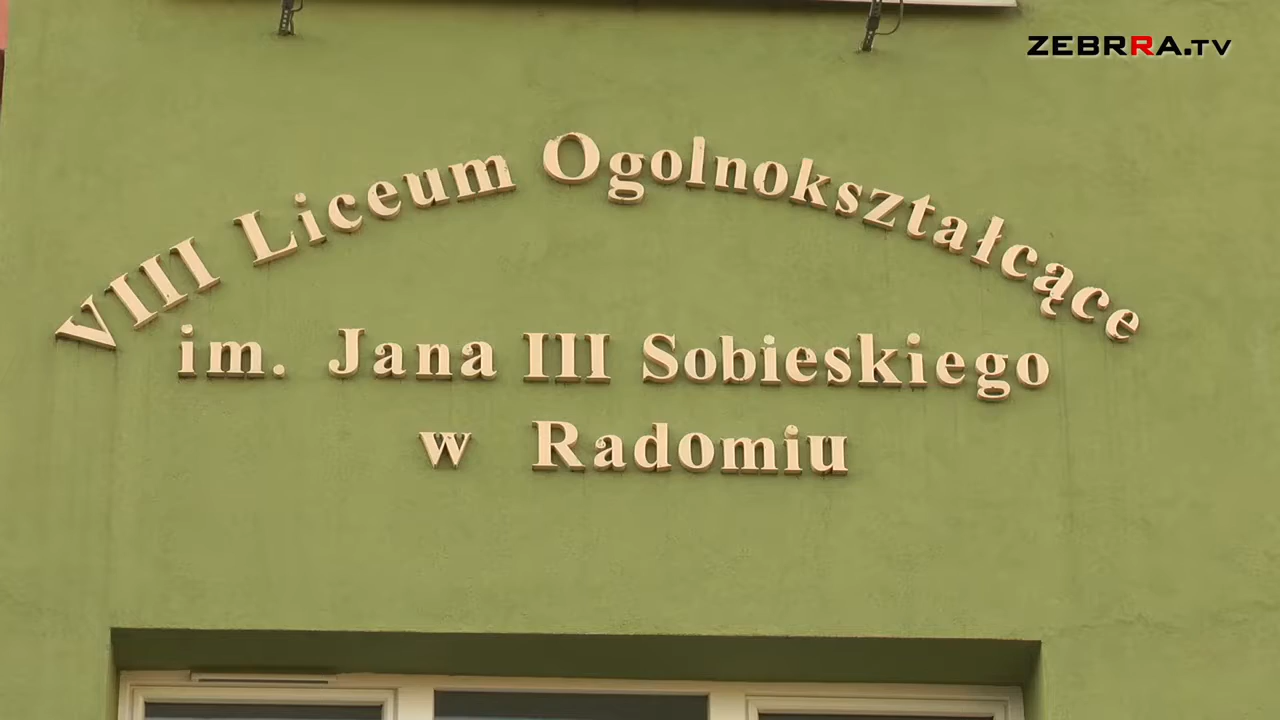 ZEBRRA.TV
VIII Liceum Ogolnokształcące
im. Jana III Sobieskiego
w Radomiu